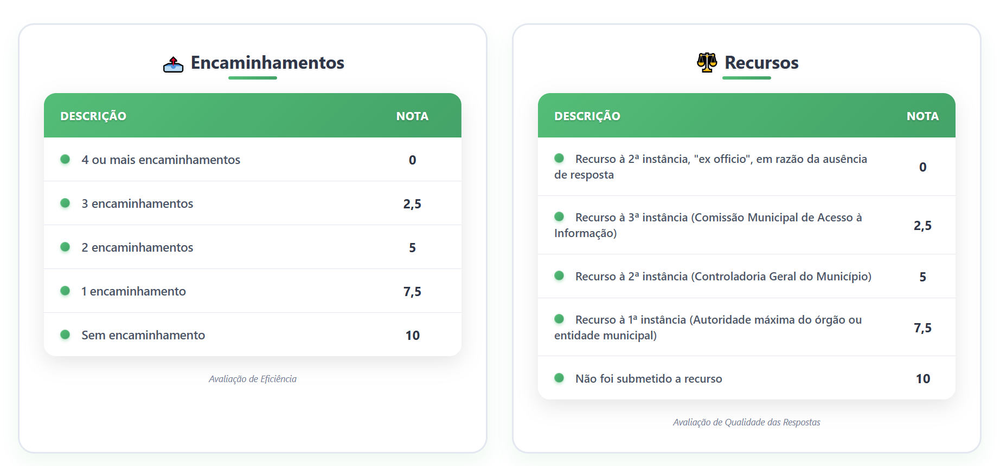 Encaminhamentos
DESCRIÇÃO NOTA
4 ou mais encaminhamentos 0
3 encaminhamentos 2,5
2 encaminhamentos 5
1 encaminhamento 7,5
Sem encaminhamento 10
Avaliação de Eficiência
Recursos
DESCRIÇÃO NOTA
Recurso à 2ª instância, "ex officio", em razão da ausência
de resposta 0
Recurso à 3ª instância (Comissão Municipal de Acesso à
Informação) 2,5
Recurso à 2ª instância (Controladoria Geral do Município) 5
Recurso à 1ª instância (Autoridade máxima do órgão ou
entidade municipal) 7,5
Não foi submetido a recurso 10
Avaliação de Qualidade das Respostas